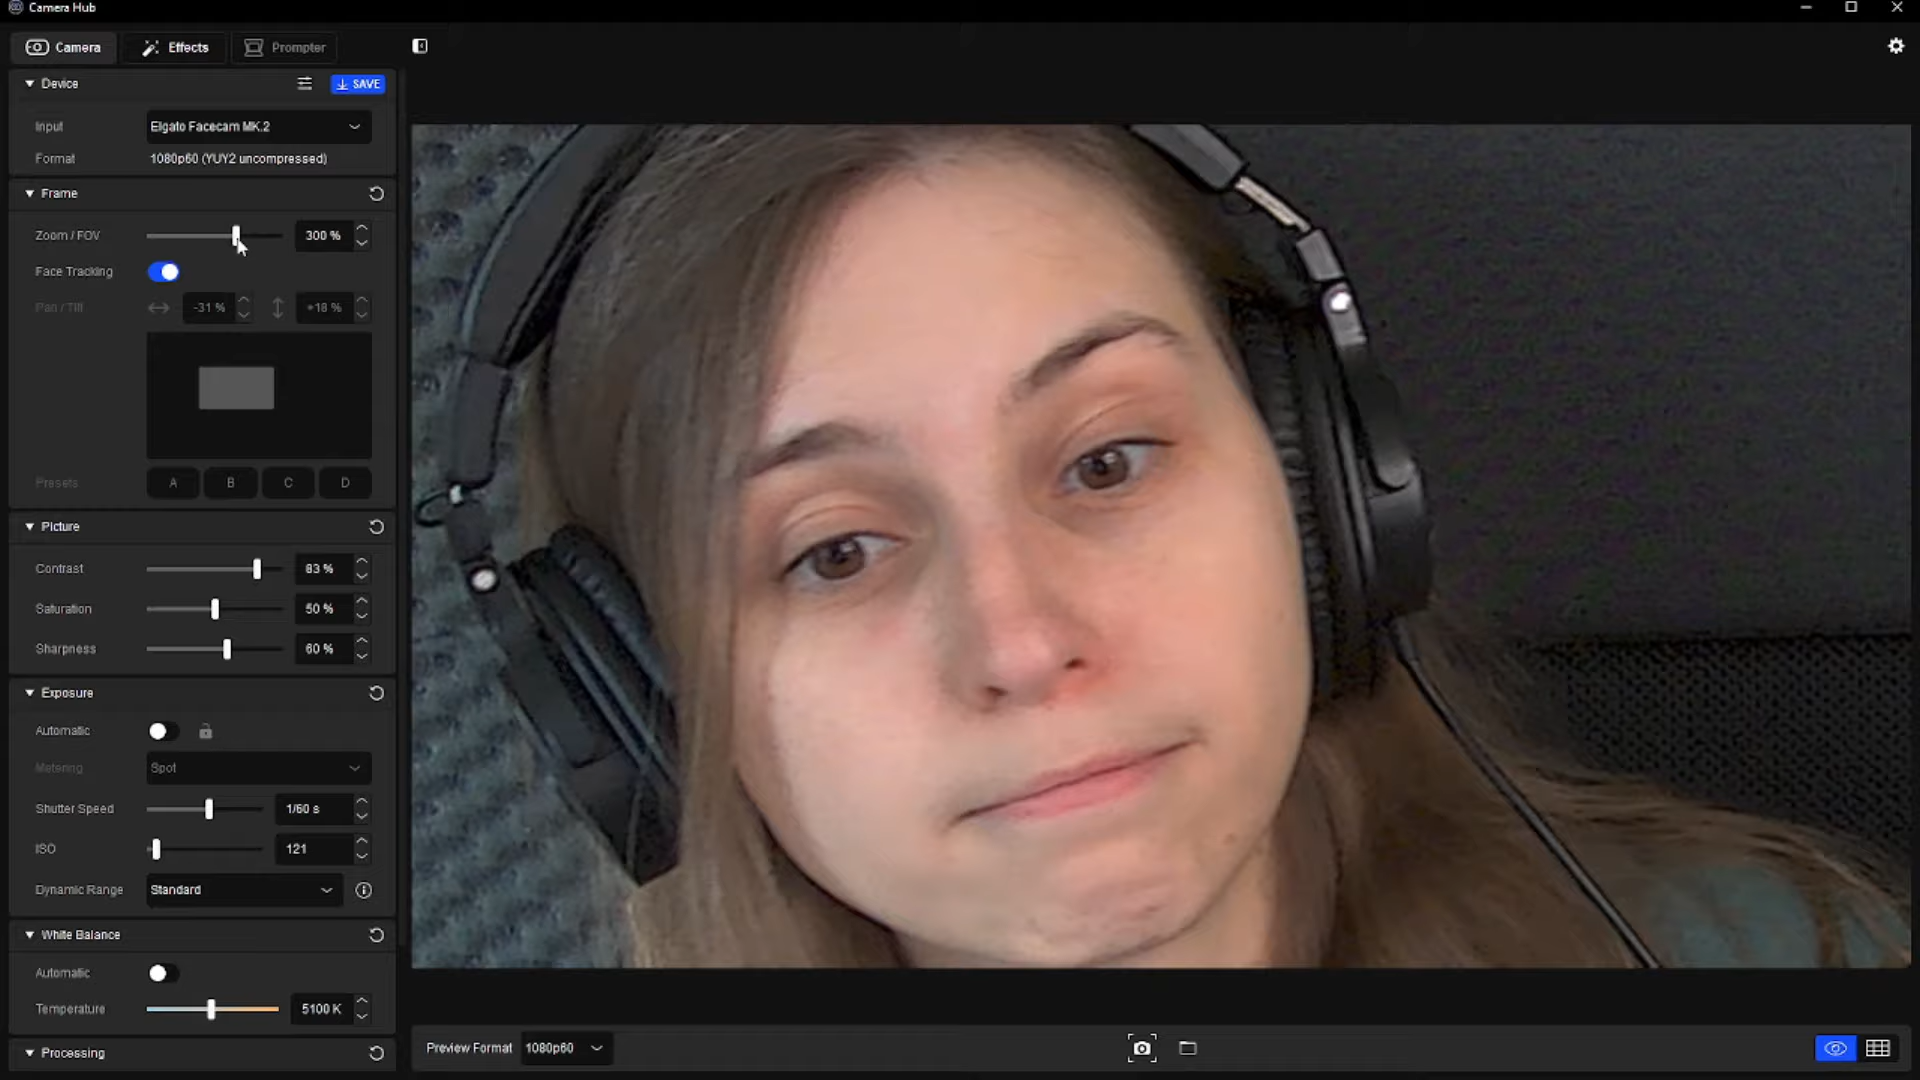 Camera Hub
Camera Effects Prompter
Device SAVE
Input Elgato Facecam MK.2
Format 1080p60 (YUY2 uncompressed)
Frame
Zoom / FOV 300 %
Face Tracking
Pan / Tilt -31 % +18 %
Presets A B C D
Picture
Contrast 83 %
Saturation 50 %
Sharpness 60 %
Exposure
Automatic
Metering Spot
Shutter Speed 1/60 s
ISO 121
Dynamic Range Standard
White Balance
Automatic
Temperature 5100 K
Processing
Preview Format 1080p60